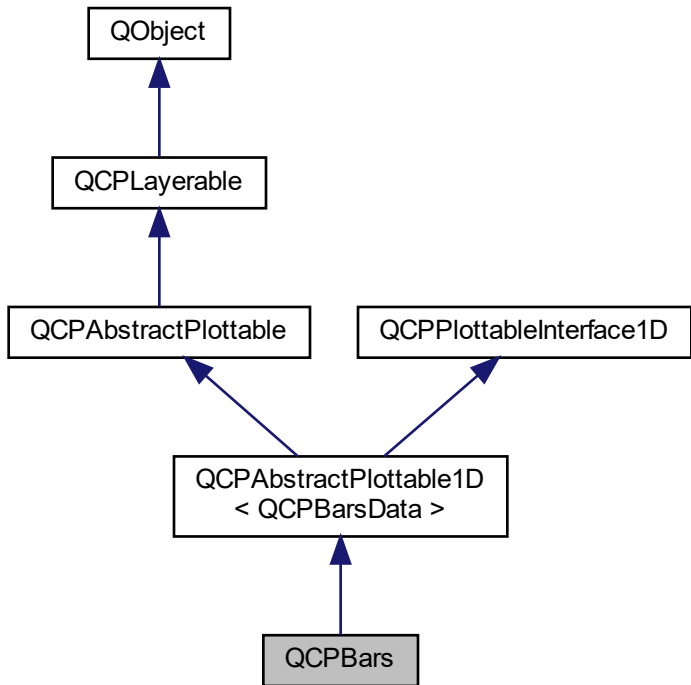 QObject
QCPLayerable
QCPAbstractPlottable
QCPPlottableInterface1D
QCPAbstractPlottable1D
< QCPBarsData >
QCPBars